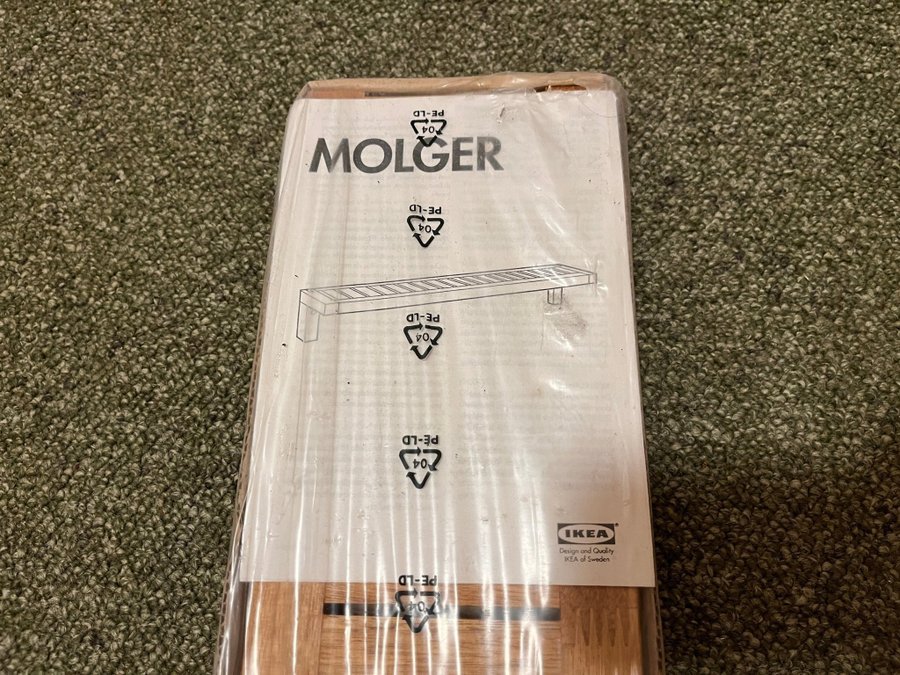 PE-LD
04
MOLGER
PE-LD
04
PE-LD
04
PE-LD
04
IKEA
Design and Quality
IKEA of Sweden
PE-LD
04